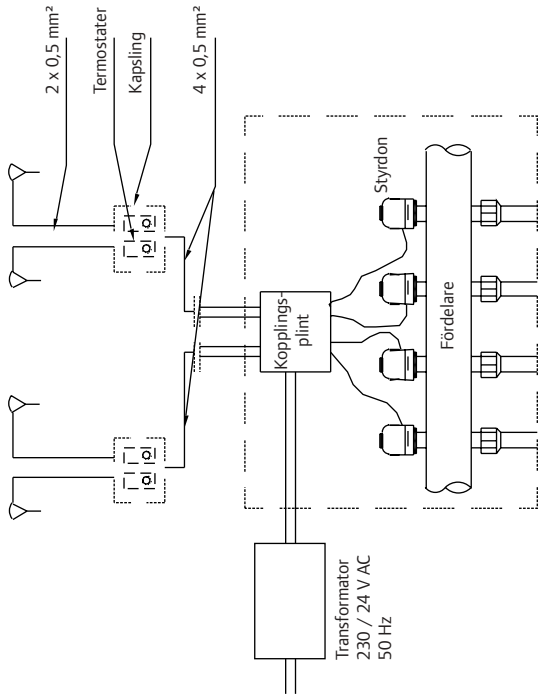 2 x 0,5 mm²
Termostater
Kapsling
4 x 0,5 mm²
Styrdon
Kopplings-
plint
Fördelare
Transformator
230 / 24 V AC
50 Hz